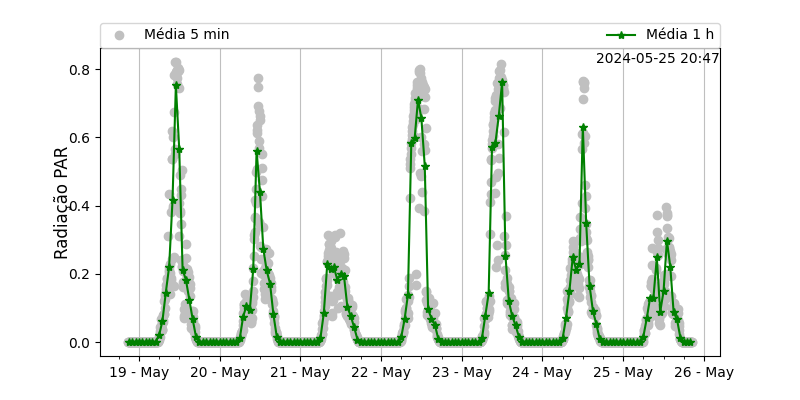 Média 5 min
Média 1 h
2024-05-25 20:47
Radiação PAR
0.8
0.6
0.4
0.2
0.0
19 - May
20 - May
21 - May
22 - May
23 - May
24 - May
25 - May
26 - May